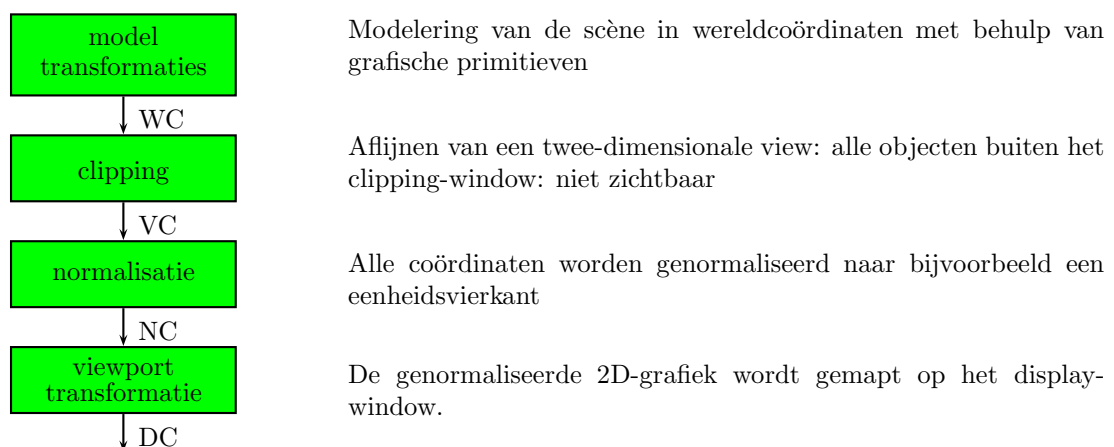 model
transformaties
Modelering van de scène in wereldcoördinaten met behulp van
grafische primitieven
WC
clipping
Aflijnen van een twee-dimensionale view: alle objecten buiten het
clipping-window: niet zichtbaar
VC
normalisatie
Alle coördinaten worden genormaliseerd naar bijvoorbeeld een
eenheidsvierkant
NC
viewport
transformatie
De genormaliseerde 2D-grafiek wordt gemapt op het display-
window.
DC